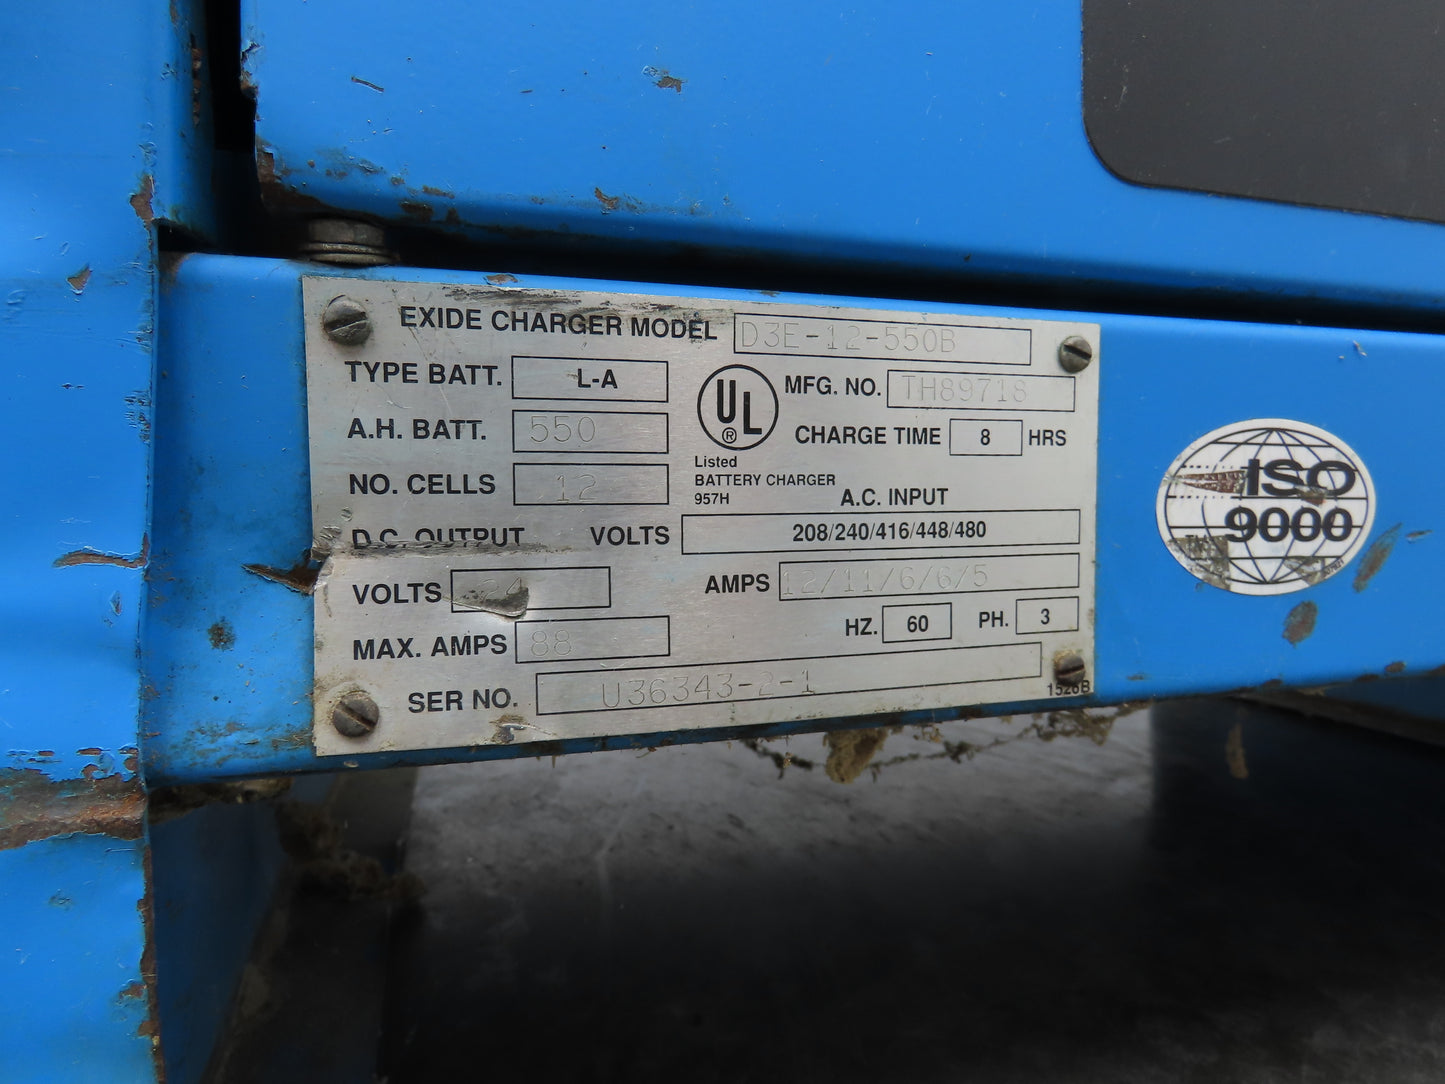 EXIDE CHARGER MODEL D3E-12-550B
TYPE BATT. L-A
MFG. NO. TH89718
A.H. BATT. 550
UL ®
CHARGE TIME 8 HRS
Listed
BATTERY CHARGER
957H
NO. CELLS 12
A.C. INPUT
D.C. OUTPUT
VOLTS 208/240/416/448/480
VOLTS 24
AMPS 12/11/6/6/5
MAX. AMPS 88
HZ. 60 PH. 3
SER NO. U36343-2-1
1526B
ISO
9000